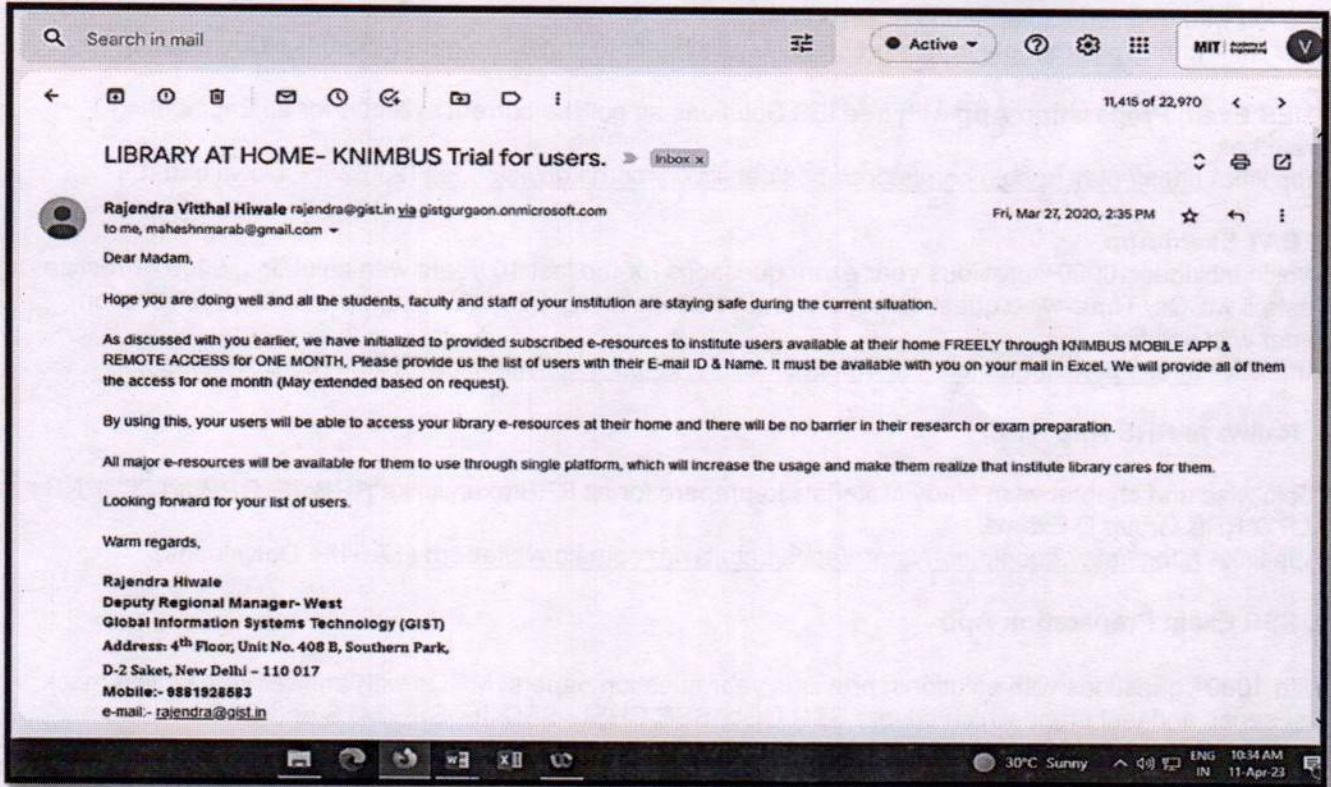 Search in mail
Active
MIT
V
11,415 of 22,970
LIBRARY AT HOME- KNIMBUS Trial for users.
Inbox x
Rajendra Vitthal Hiwale rajendra@gist.in via gistgurgaon.onmicrosoft.com
Fri, Mar 27, 2020, 2:35 PM
to me, maheshnmarab@gmail.com
Dear Madam,
Hope you are doing well and all the students, faculty and staff of your institution are staying safe during the current situation.
As discussed with you earlier, we have initialized to provided subscribed e-resources to institute users available at their home FREELY through KNIMBUS MOBILE APP &
REMOTE ACCESS for ONE MONTH, Please provide us the list of users with their E-mail ID & Name. It must be available with you on your mail in Excel. We will provide all of them
the access for one month (May extended based on request).
By using this, your users will be able to access your library e-resources at their home and there will be no barrier in their research or exam preparation.
All major e-resources will be available for them to use through single platform, which will increase the usage and make them realize that institute library cares for them.
Looking forward for your list of users.
Warm regards,
Rajendra Hiwale
Deputy Regional Manager- West
Global Information Systems Technology (GIST)
Address: 4th Floor, Unit No. 408 B, Southern Park,
D-2 Saket, New Delhi – 110 017
Mobile:- 9881928583
e-mail:- rajendra@gist.in
30°C Sunny
ENG
IN
10:34 AM
11-Apr-23